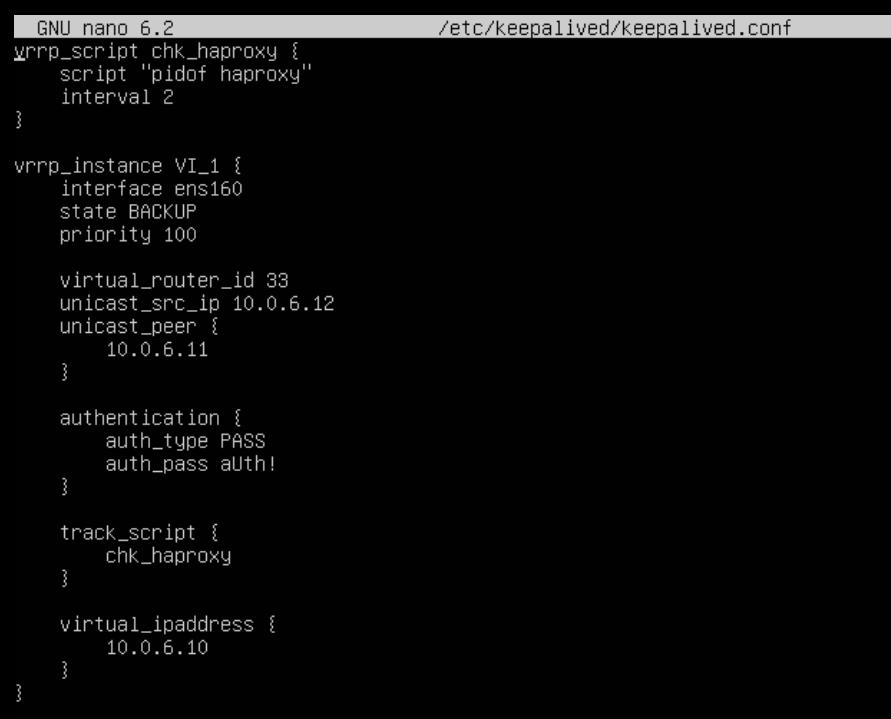 GNU nano 6.2 /etc/keepalived/keepalived.conf
vrrp_script chk_haproxy {
    script "pidof haproxy"
    interval 2
}

vrrp_instance VI_1 {
    interface ens160
    state BACKUP
    priority 100

    virtual_router_id 33
    unicast_src_ip 10.0.6.12
    unicast_peer {
        10.0.6.11
    }

    authentication {
        auth_type PASS
        auth_pass aUth!
    }

    track_script {
        chk_haproxy
    }

    virtual_ipaddress {
        10.0.6.10
    }
}